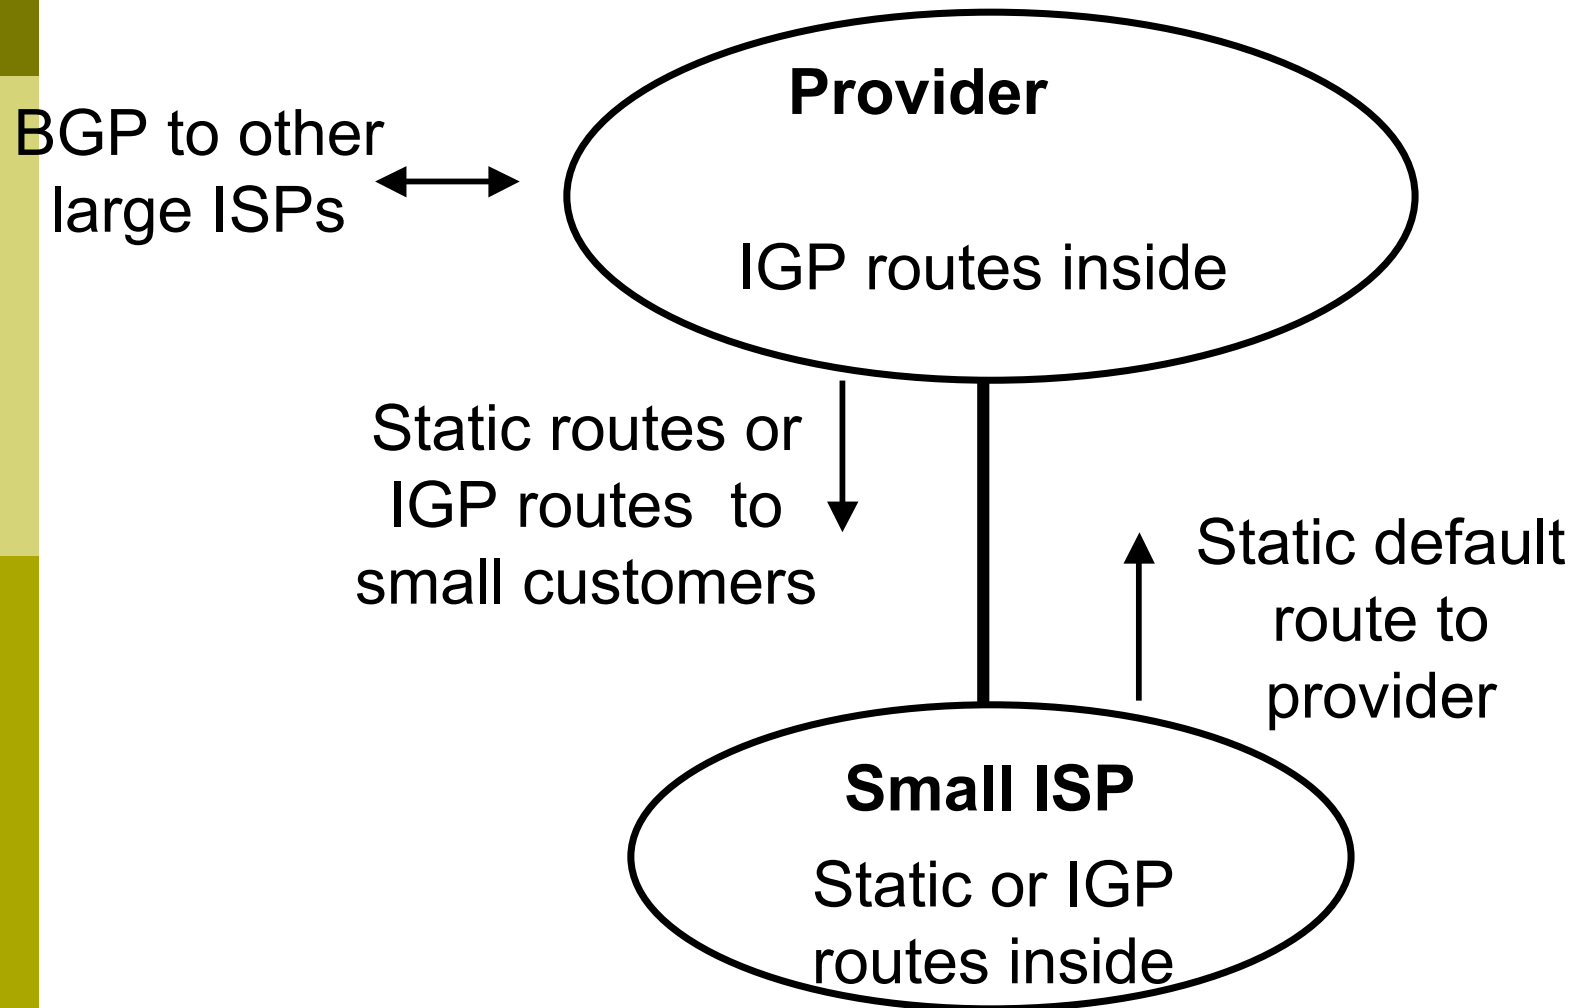 Provider
BGP to other
large ISPs
IGP routes inside
Static routes or
IGP routes  to
small customers
Static default
route to
provider
Small ISP
Static or IGP
routes inside